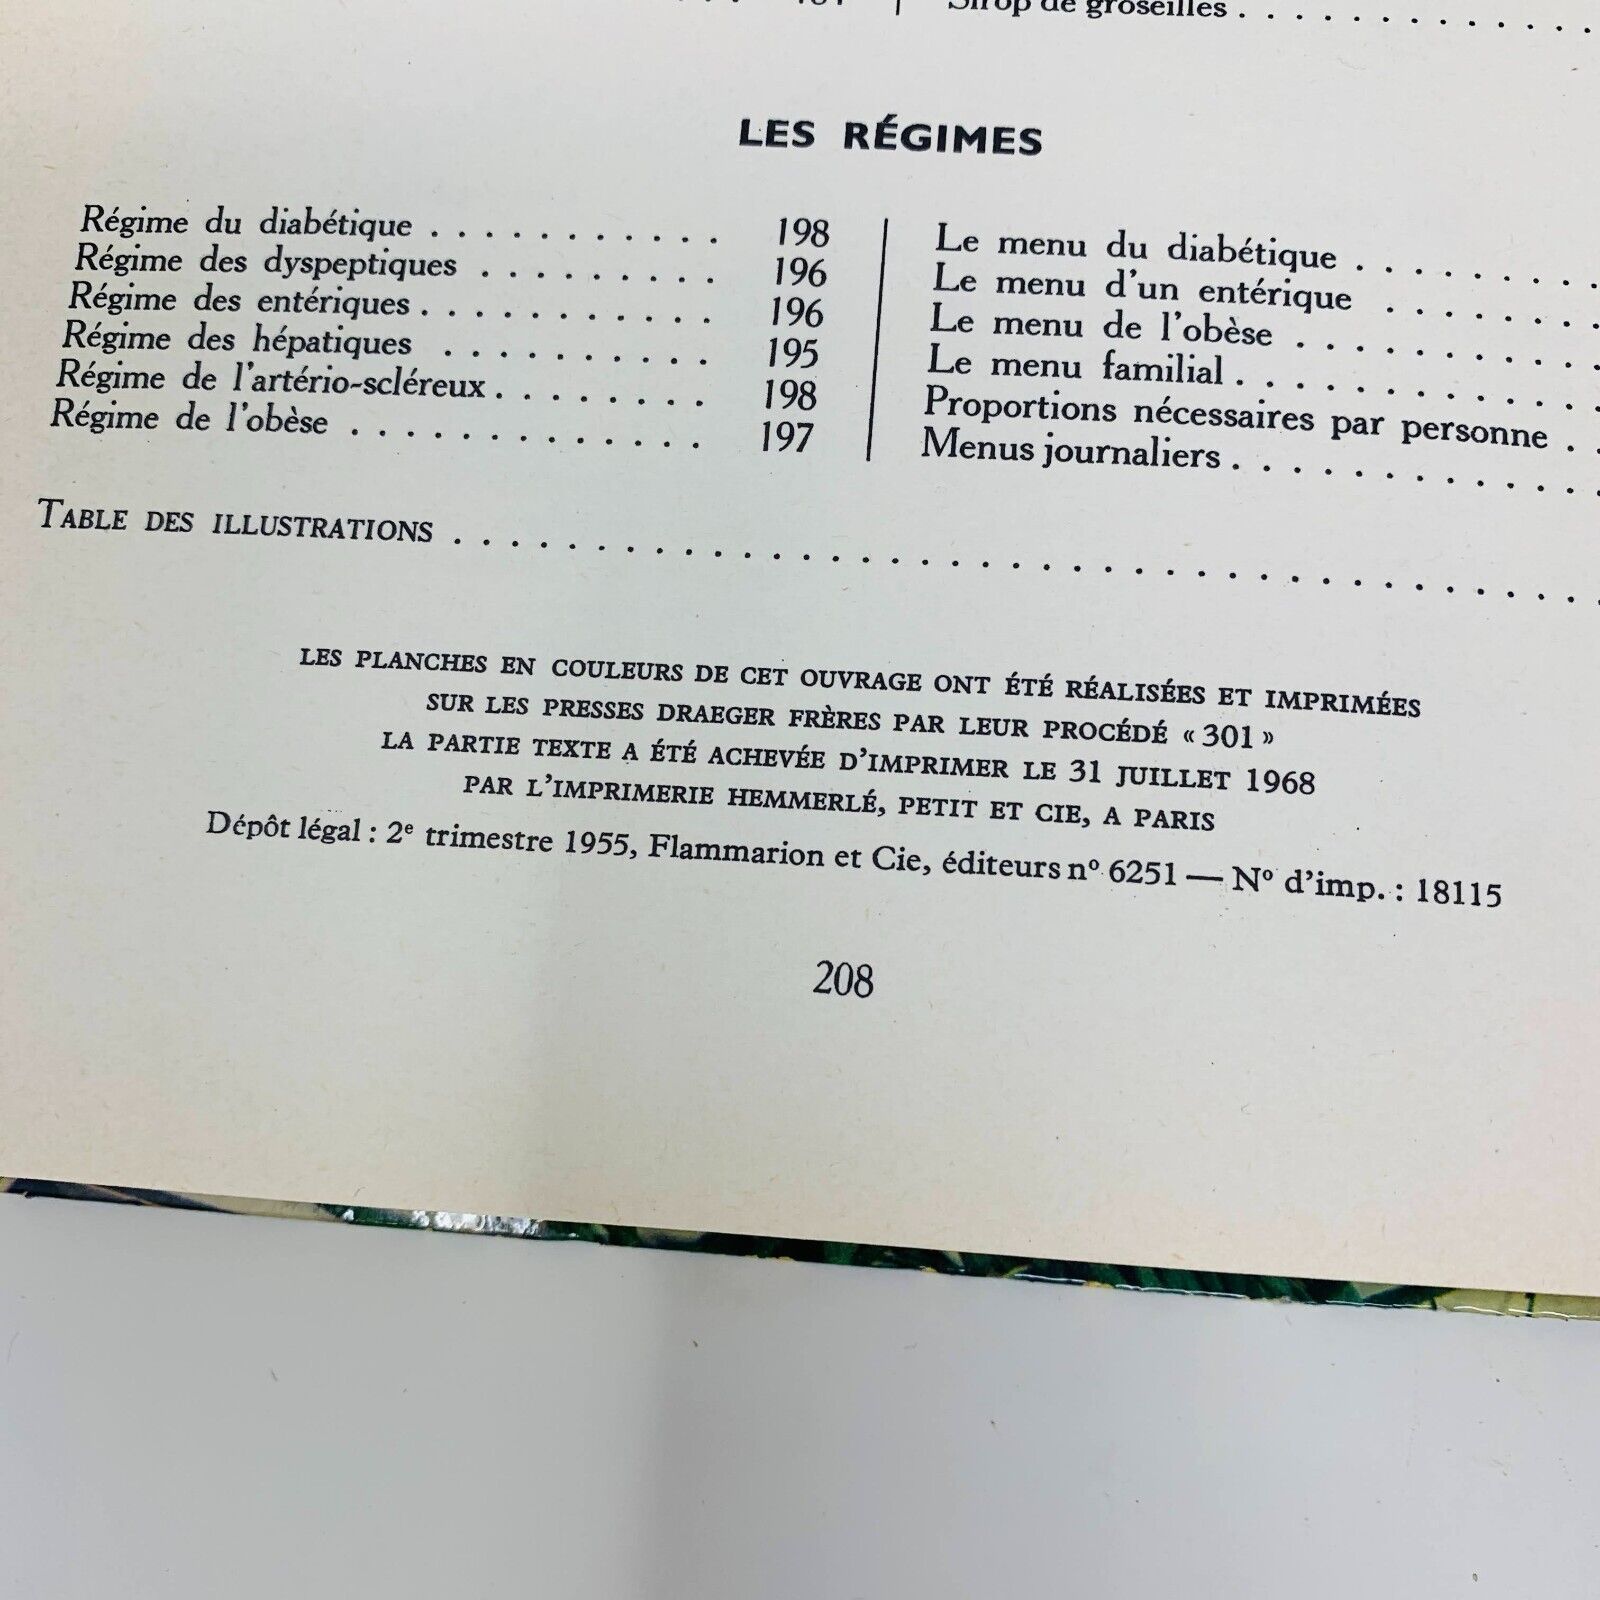 Sirop de groseilles . . . . . . . . . . . . .
LES RÉGIMES
Régime du diabétique . . . . . . . . . . . 198
Régime des dyspeptiques . . . . . . . . . 196
Régime des entériques . . . . . . . . . . . 196
Régime des hépatiques . . . . . . . . . . 195
Régime de l'artério-scléreux . . . . . . . . 198
Régime de l'obèse . . . . . . . . . . . . . 197
Le menu du diabétique . . . . . . . . .
Le menu d'un entérique . . . . . . . .
Le menu de l'obèse . . . . . . . . . . .
Le menu familial . . . . . . . . . . . . .
Proportions nécessaires par personne . .
Menus journaliers . . . . . . . . . . . . .
TABLE DES ILLUSTRATIONS . . . . . . . . . . . . . . . . . . . . . . . . . . . . . . . . . . . . . . .
LES PLANCHES EN COULEURS DE CET OUVRAGE ONT ÉTÉ RÉALISÉES ET IMPRIMÉES
SUR LES PRESSES DRAEGER FRÈRES PAR LEUR PROCÉDÉ « 301 »
LA PARTIE TEXTE A ÉTÉ ACHEVÉE D'IMPRIMER LE 31 JUILLET 1968
PAR L'IMPRIMERIE HEMMERLÉ, PETIT ET CIE, A PARIS
Dépôt légal : 2e trimestre 1955, Flammarion et Cie, éditeurs nº 6251 — Nº d'imp. : 18115
208